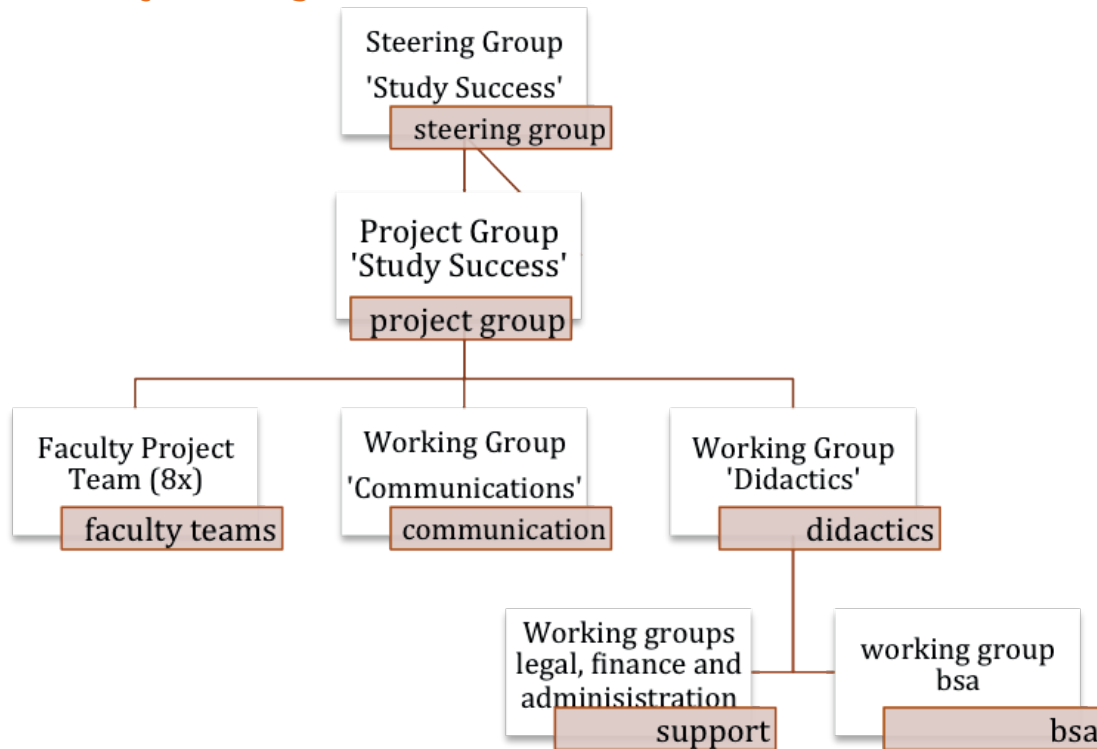 Steering Group
'Study Success'
steering group
Project Group
'Study Success'
project group
Faculty Project
Team (8x)
faculty teams
Working Group
'Communications'
communication
Working Group
'Didactics'
didactics
Working groups
legal, finance and
adminisistration
support
working group
bsa
bsa